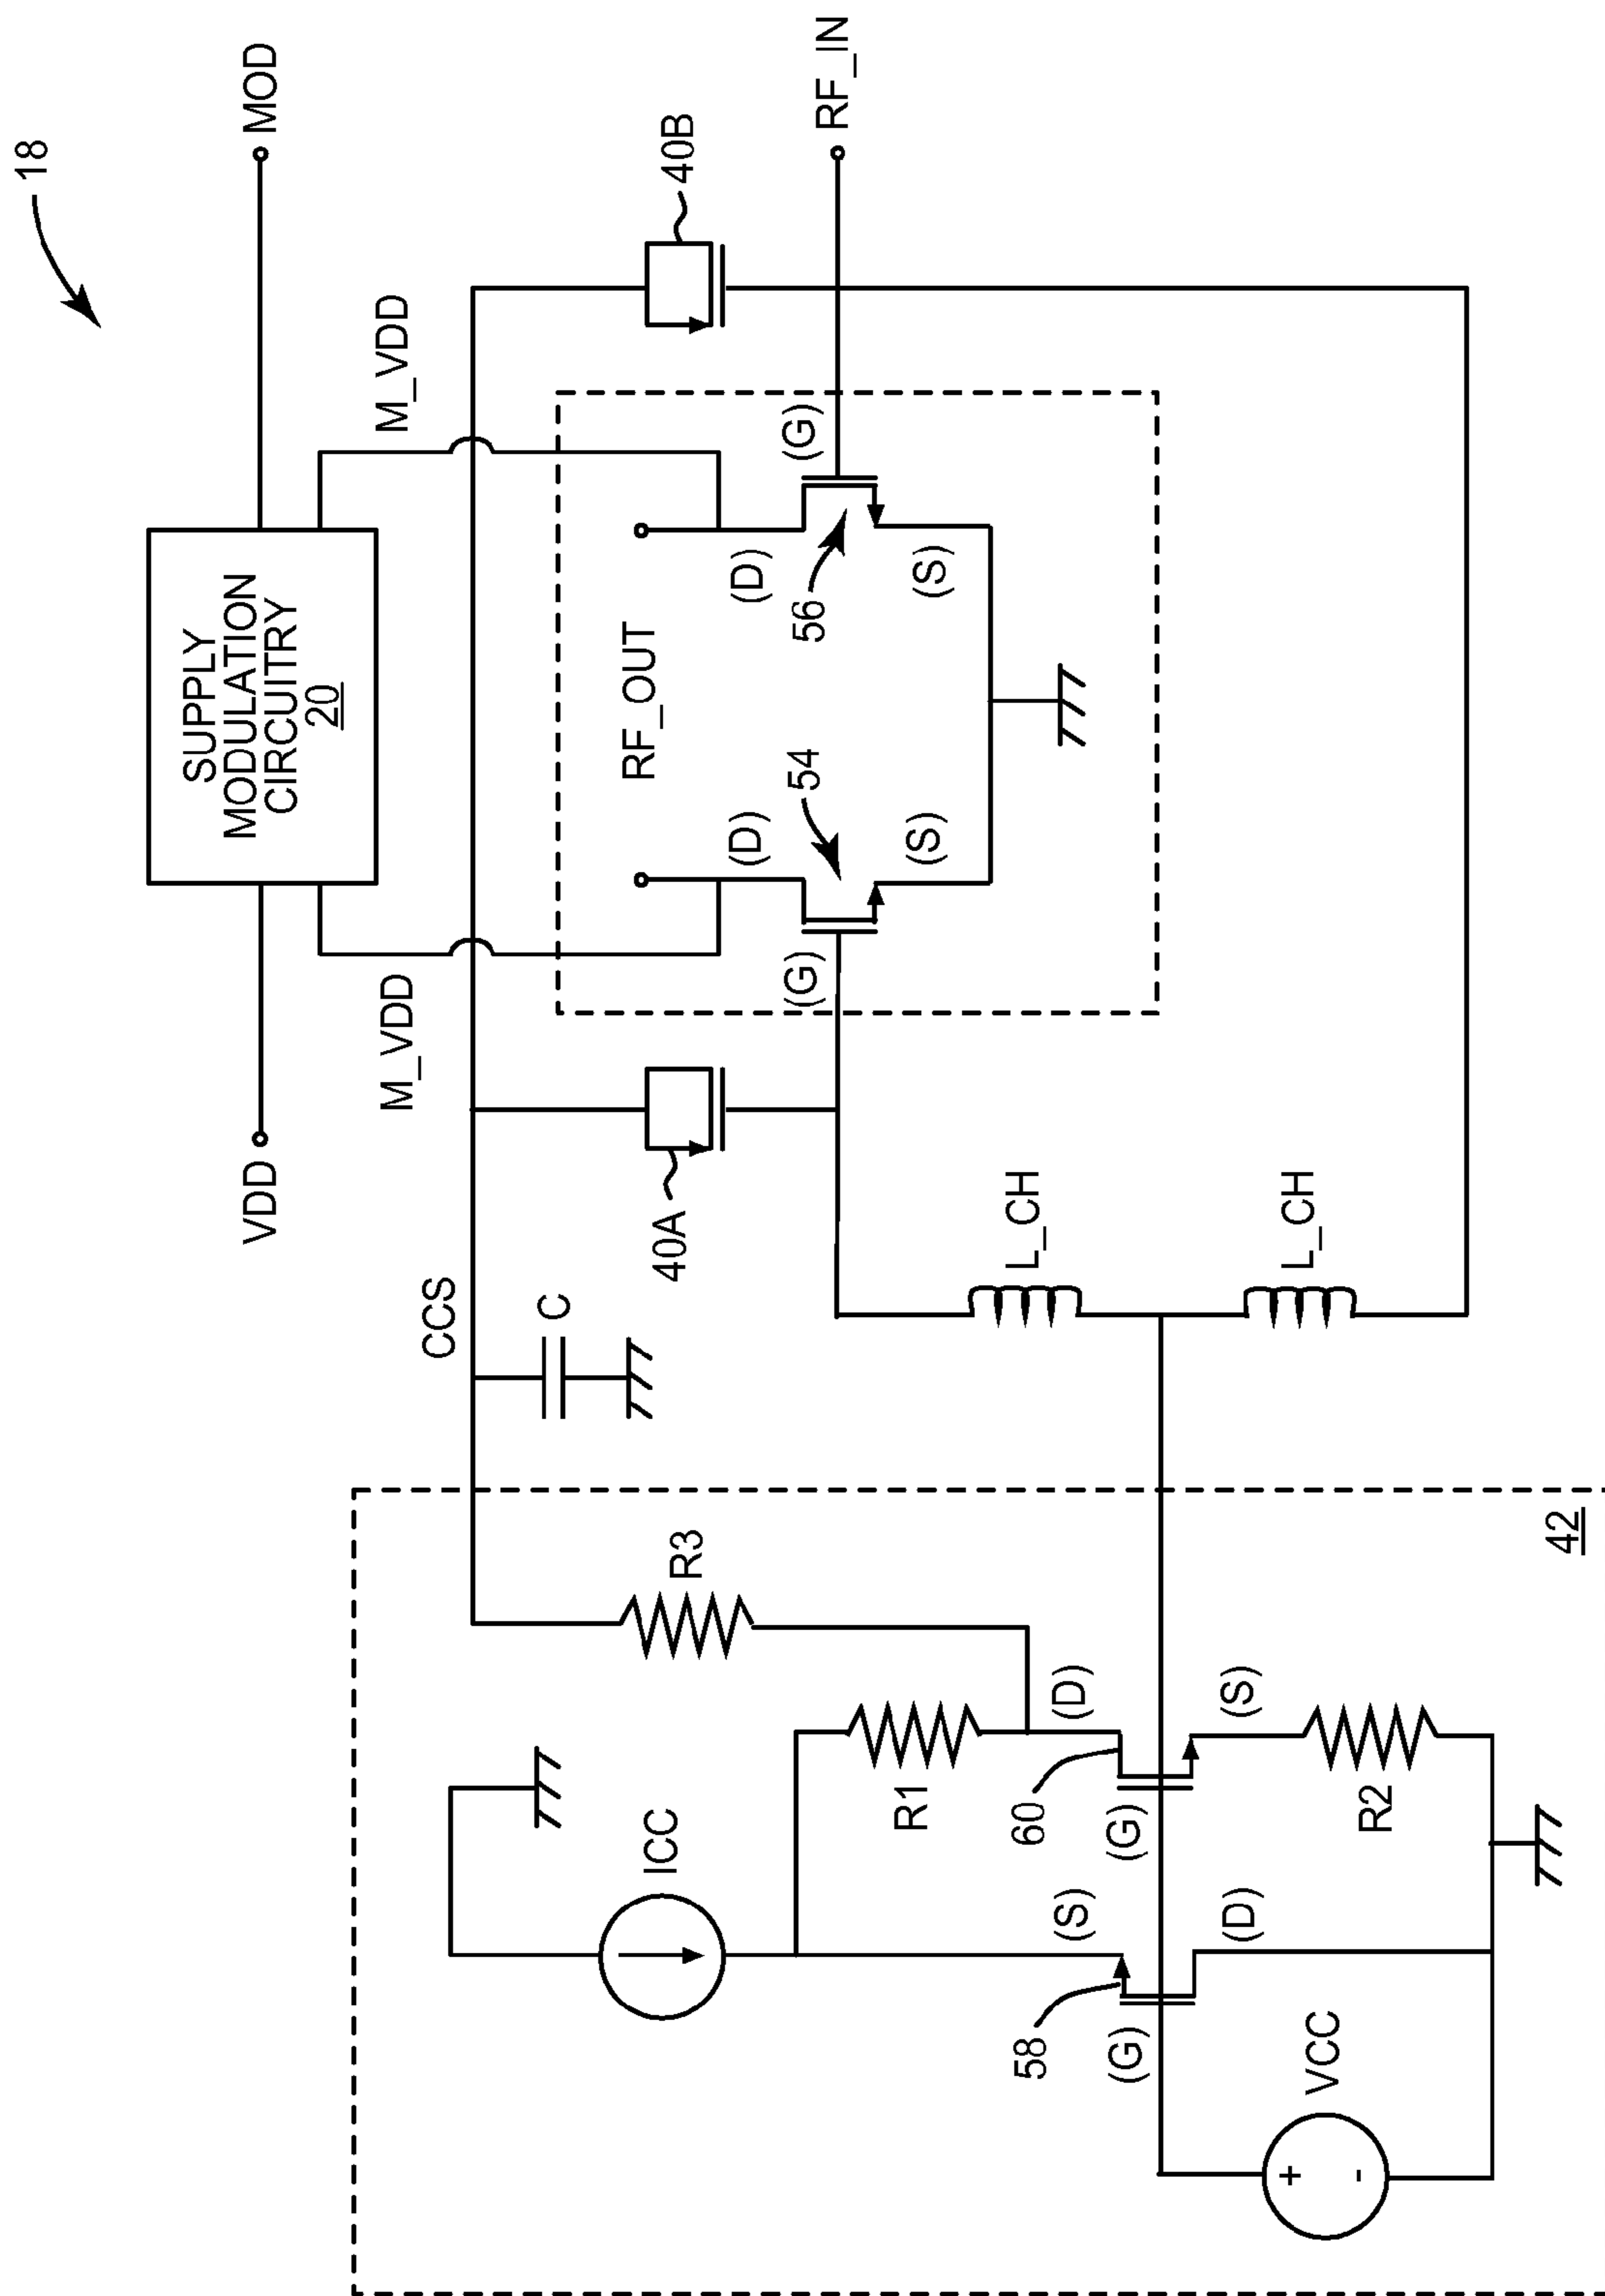 18
VDD
SUPPLY
MODULATION
CIRCUITRY
20
MOD
M_VDD
M_VDD
CCS
C
40A
40B
RF_OUT
(D)
(D)
(G)
(G)
54
56
(S)
(S)
RF_IN
L_CH
L_CH
ICC
R1
R3
58
60
(S)
(D)
(G)
(G)
(D)
(S)
VCC
+
-
R2
42